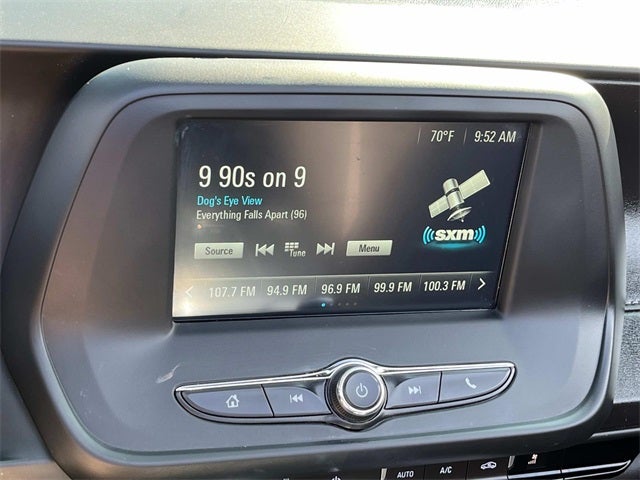 70°F 9:52 AM
9 90s on 9
Dog's Eye View
Everything Falls Apart (96)
sxm
Source Tune Menu
107.7 FM 94.9 FM 96.9 FM 99.9 FM 100.3 FM
AUTO A/C